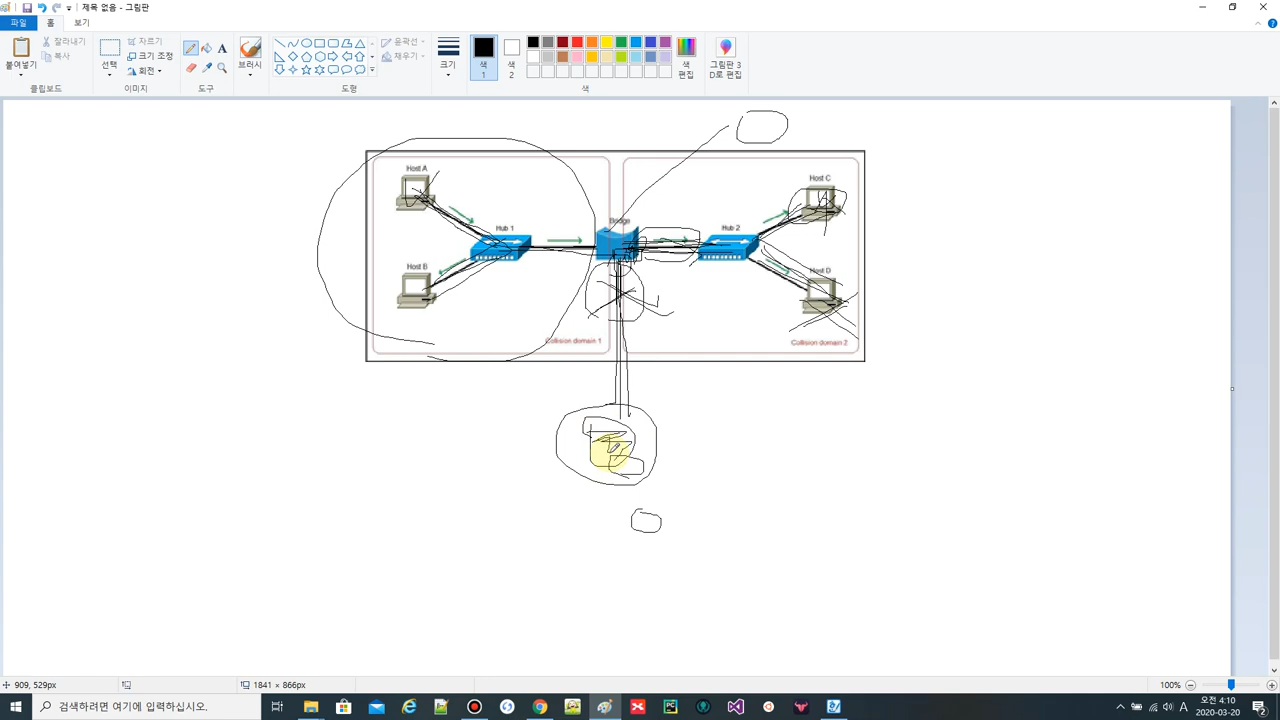 제목 없음 - 그림판
파일
홈
보기
붙여넣기
잘라내기
복사
클립보드
선택
자르기
크기 조정
회전
이미지
A
도구
브러시
윤곽선
채우기
도형
크기
색
1
색
2
색
편집
그림판 3
D로 편집
색
Host A
Hub 1
Host B
Collision domain 1
Bridge
Host C
Hub 2
Host D
Collision domain 2
909, 529px
1841 × 866px
100%
검색하려면 여기에 입력하십시오.
PC
A
오전 4:10
2020-03-20
2